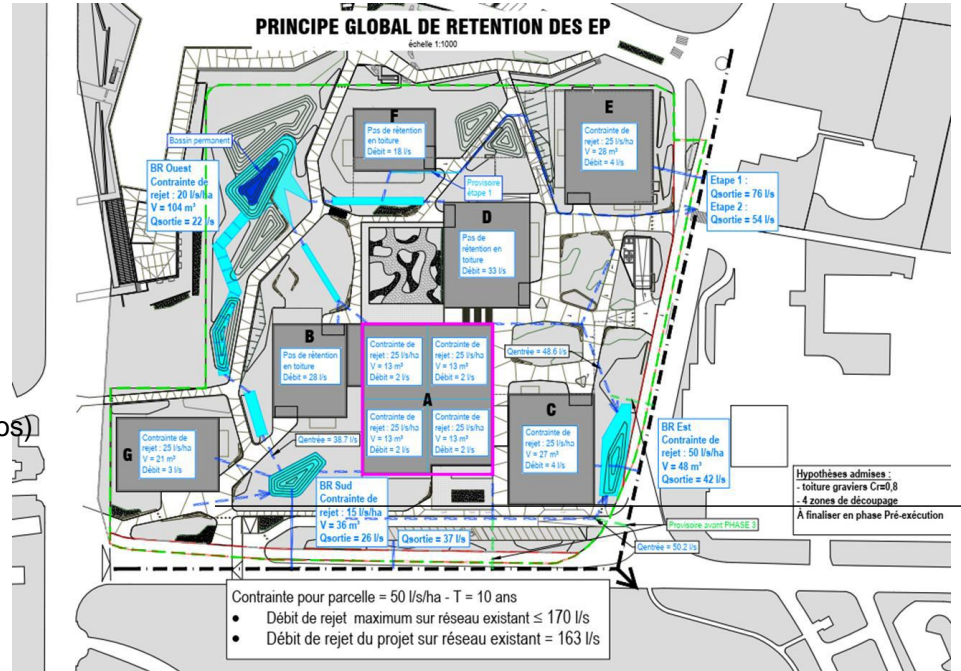 PRINCIPE GLOBAL DE RETENTION DES EP
échelle 1:1000
Bassin permanent
BR Ouest
Contrainte de
rejet : 20 l/s/ha
V = 104 m³
Qsortie = 22 l/s
F
Pas de rétention
en toiture
Débit = 18 l/s
Provisoire
étape 1
E
Contrainte de
rejet : 25 l/s/ha
V = 28 m³
Débit = 4 l/s
Etape 1 :
Qsortie = 76 l/s
Etape 2 :
Qsortie = 54 l/s
D
Pas de
rétention en
toiture
Débit = 33 l/s
B
Pas de rétention
en toiture
Débit = 28 l/s
Contrainte de
rejet : 25 l/s/ha
V = 13 m³
Débit = 2 l/s
Contrainte de
rejet : 25 l/s/ha
V = 13 m³
Débit = 2 l/s
A
Contrainte de
rejet : 25 l/s/ha
V = 13 m³
Débit = 2 l/s
Contrainte de
rejet : 25 l/s/ha
V = 13 m³
Débit = 2 l/s
Qentrée = 48.6 l/s
C
Contrainte de
rejet : 25 l/s/ha
V = 27 m³
Débit = 4 l/s
os)
G
Contrainte de
rejet : 25 l/s/ha
V = 21 m³
Débit = 3 l/s
Qentrée = 38.7 l/s
BR Sud
Contrainte de
rejet : 15 l/s/ha
V = 36 m³
Qsortie = 26 l/s
Qsortie = 37 l/s
BR Est
Contrainte de
rejet : 50 l/s/ha
V = 48 m³
Qsortie = 42 l/s
Provisoire avant PHASE 3
Qentrée = 50.2 l/s
Hypothèses admises :
- toiture graviers Cr=0,8
- 4 zones de découpage
À finaliser en phase Pré-exécution
Contrainte pour parcelle = 50 l/s/ha - T = 10 ans
• Débit de rejet maximum sur réseau existant ≤ 170 l/s
• Débit de rejet du projet sur réseau existant = 163 l/s